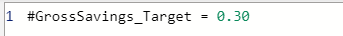 1 #GrossSavings_Target = 0.30